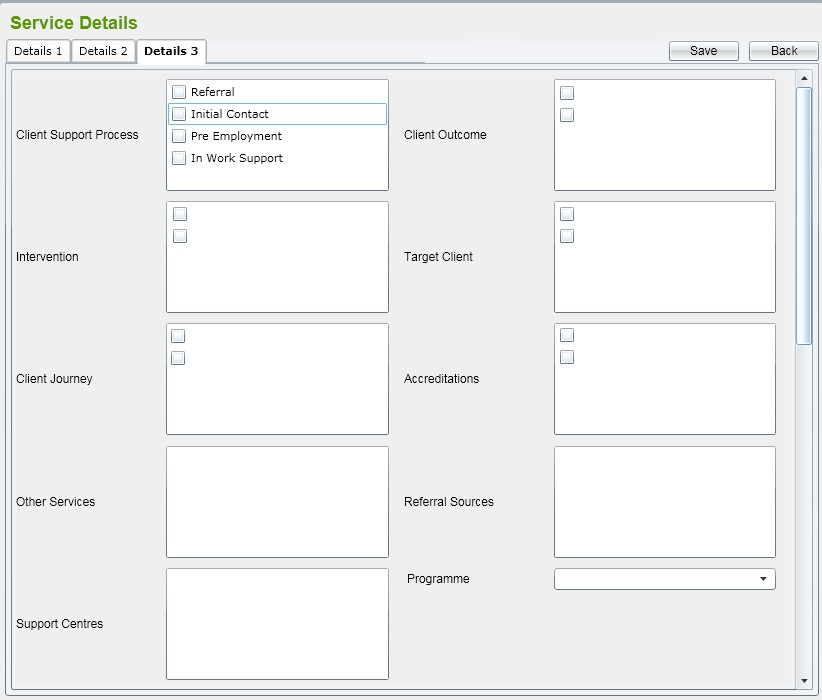 Service Details
Details 1 Details 2 Details 3 Save Back
Client Support Process
Referral
Initial Contact
Pre Employment
In Work Support
Client Outcome
Intervention
Target Client
Client Journey
Accreditations
Other Services
Referral Sources
Support Centres
Programme